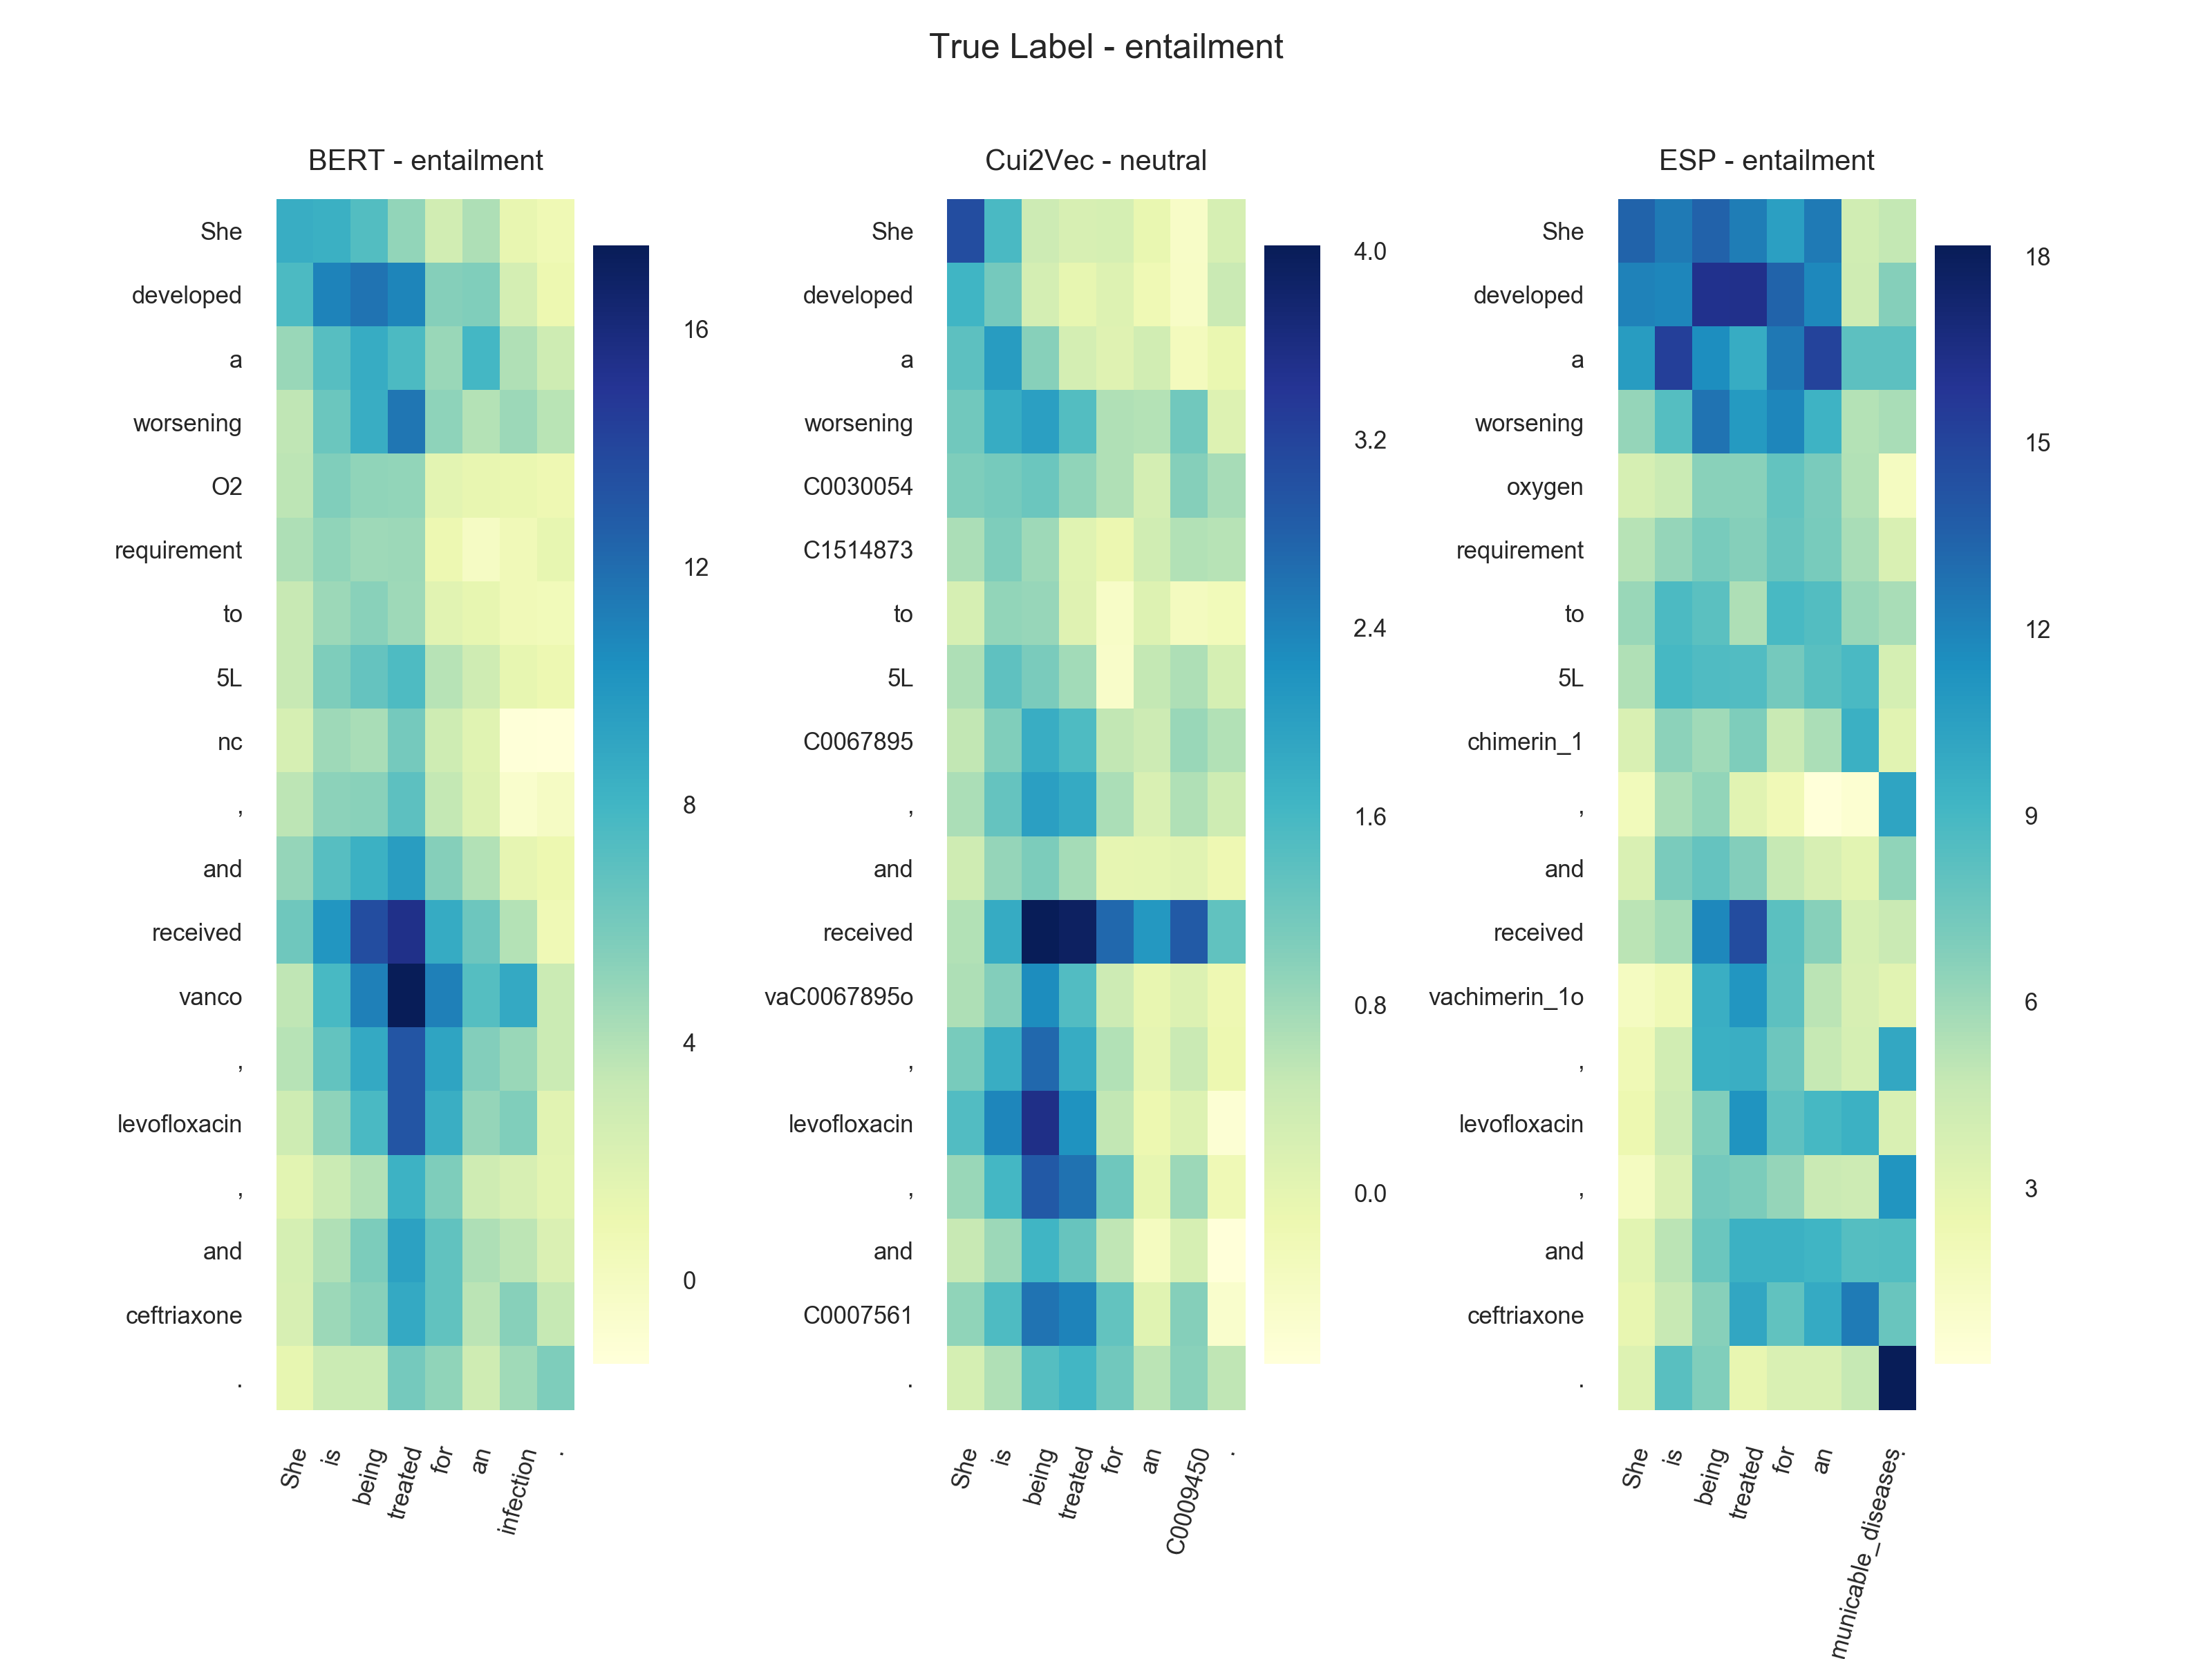 True Label - entailment
BERT - entailment
She
developed
a
worsening
O2
requirement
to
5L
nc
,
and
received
vanco
,
levofloxacin
,
and
ceftriaxone
.
She
is
being
treated
for
an
infection
.
16
12
8
4
0
Cui2Vec - neutral
She
developed
a
worsening
C0030054
C1514873
to
5L
C0067895
,
and
received
vaC0067895o
,
levofloxacin
,
and
C0007561
.
She
is
being
treated
for
an
C0009450
.
4.0
3.2
2.4
1.6
0.8
0.0
ESP - entailment
She
developed
a
worsening
oxygen
requirement
to
5L
chimerin_1
,
and
received
vachimerin_1o
,
levofloxacin
,
and
ceftriaxone
.
She
is
being
treated
for
an
municable_diseases
.
18
15
12
9
6
3